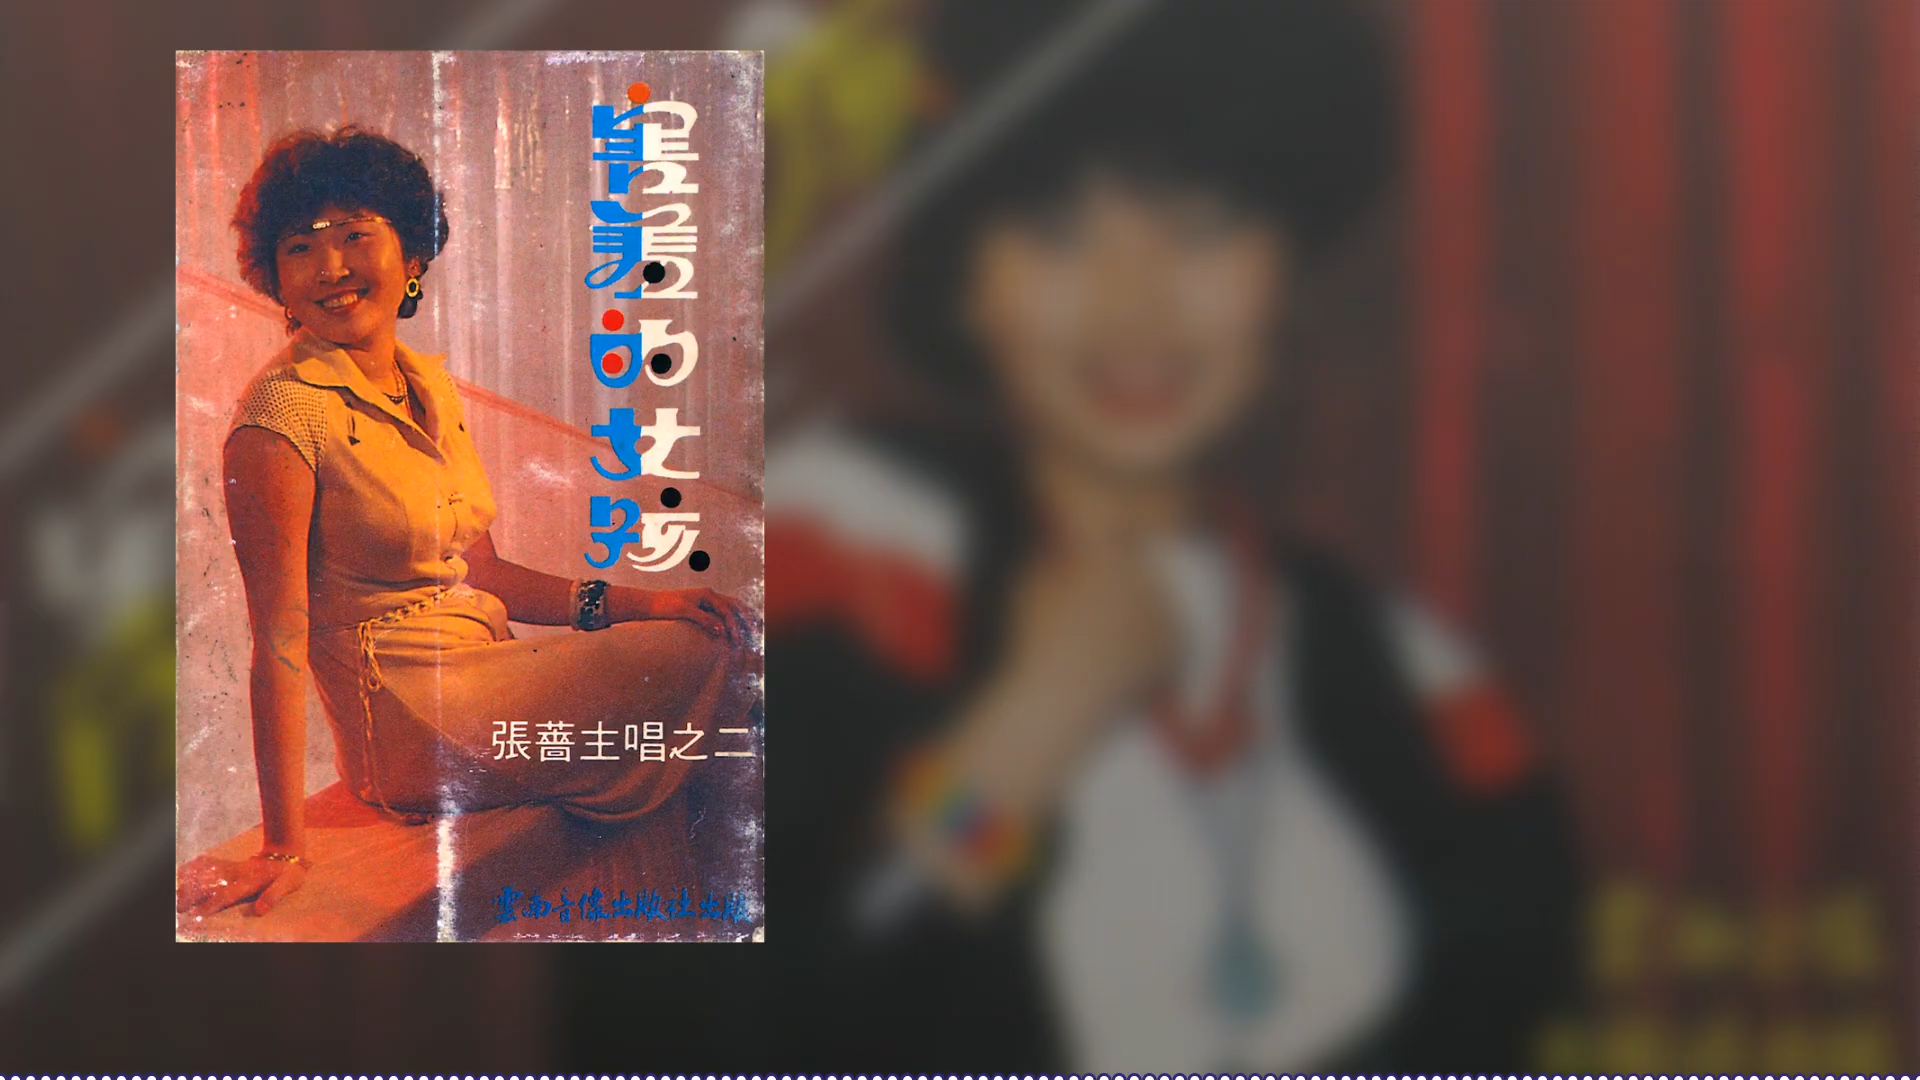 害羞的女孩
張薔主唱之二
雲南音像出版社出版